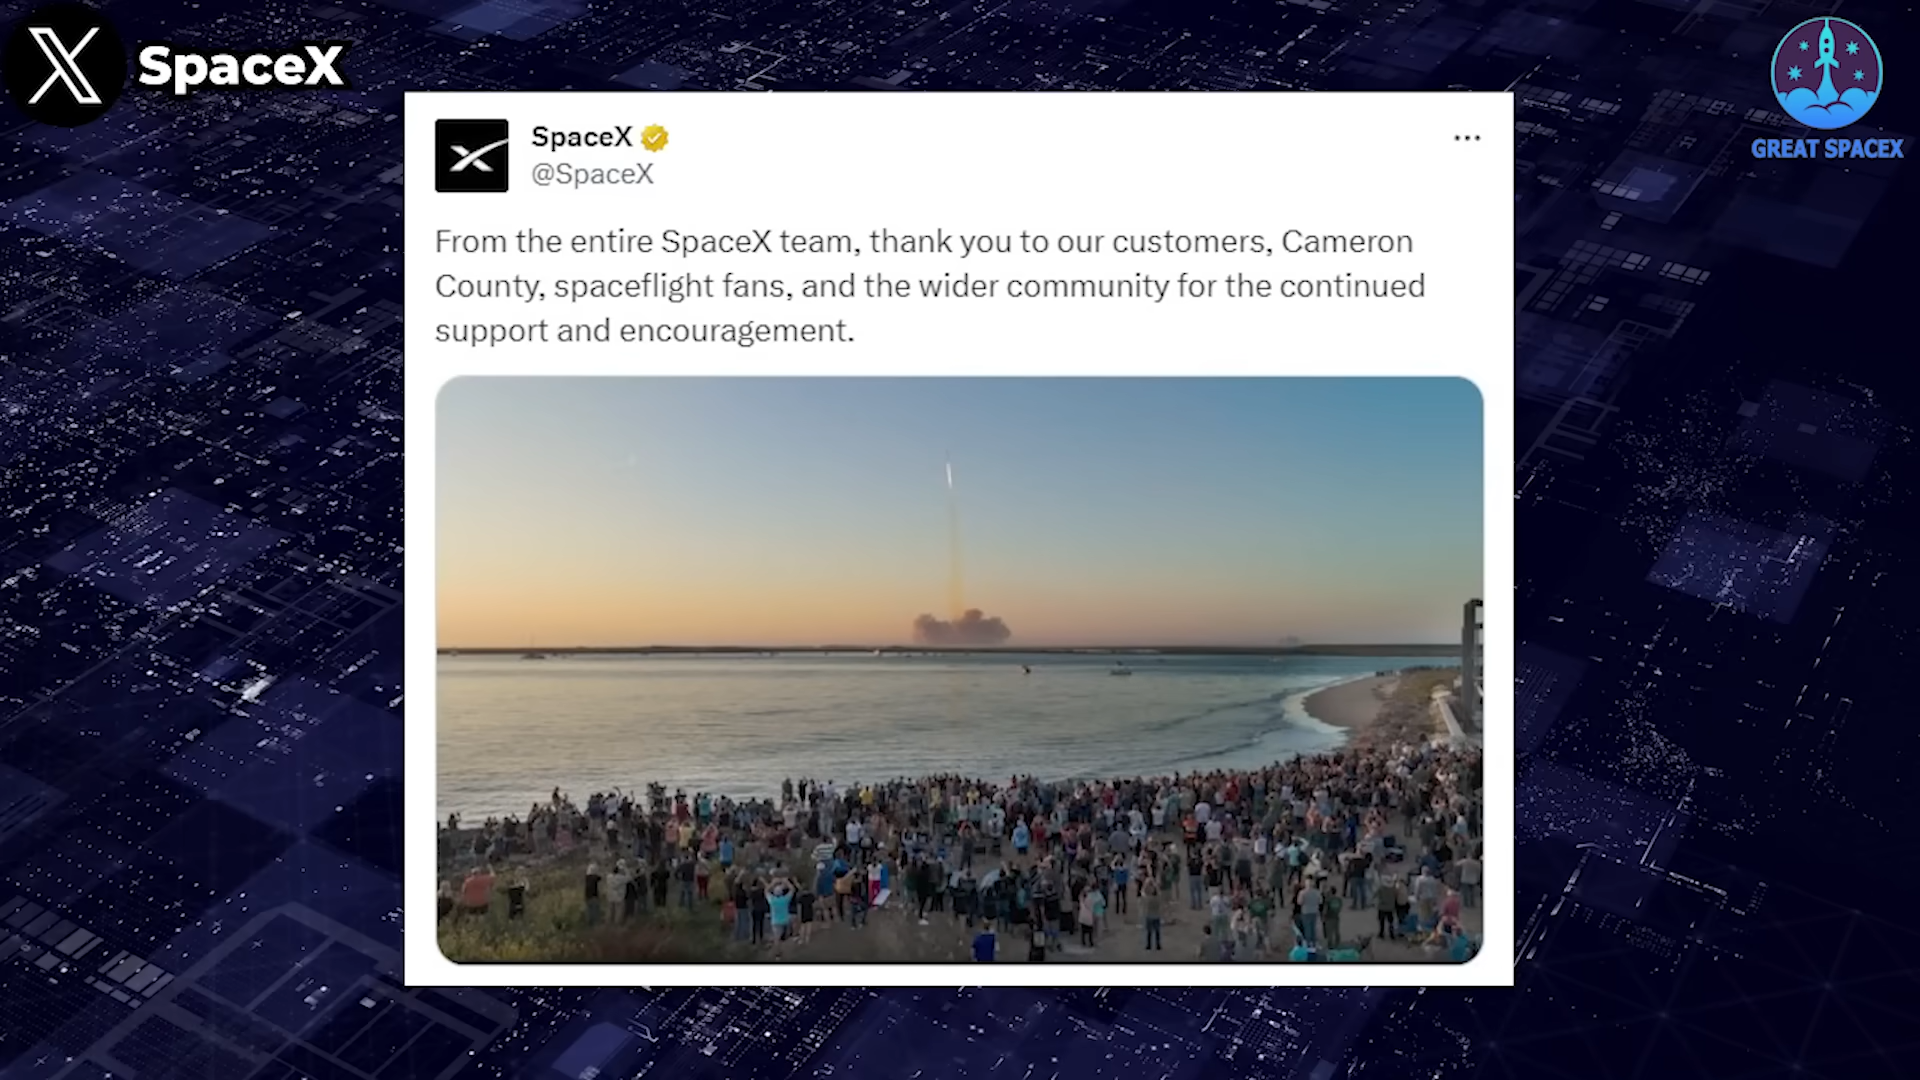 SpaceX
GREAT SPACEX
SpaceX
@SpaceX
From the entire SpaceX team, thank you to our customers, Cameron
County, spaceflight fans, and the wider community for the continued
support and encouragement.